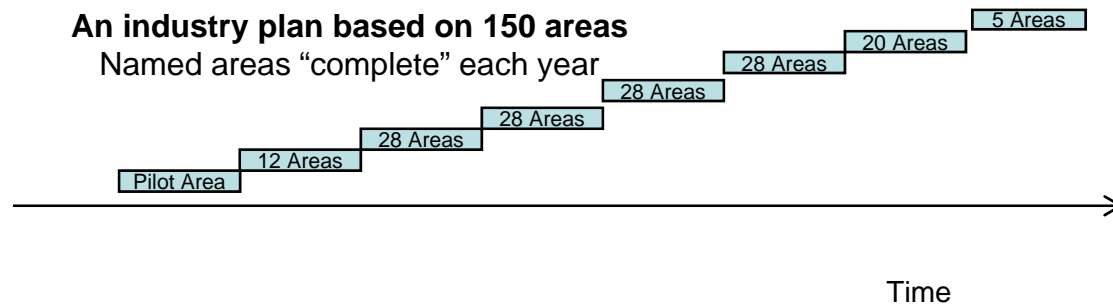 An industry plan based on 150 areas
Named areas “complete” each year
5 Areas
20 Areas
28 Areas
28 Areas
28 Areas
28 Areas
12 Areas
Pilot Area
Time